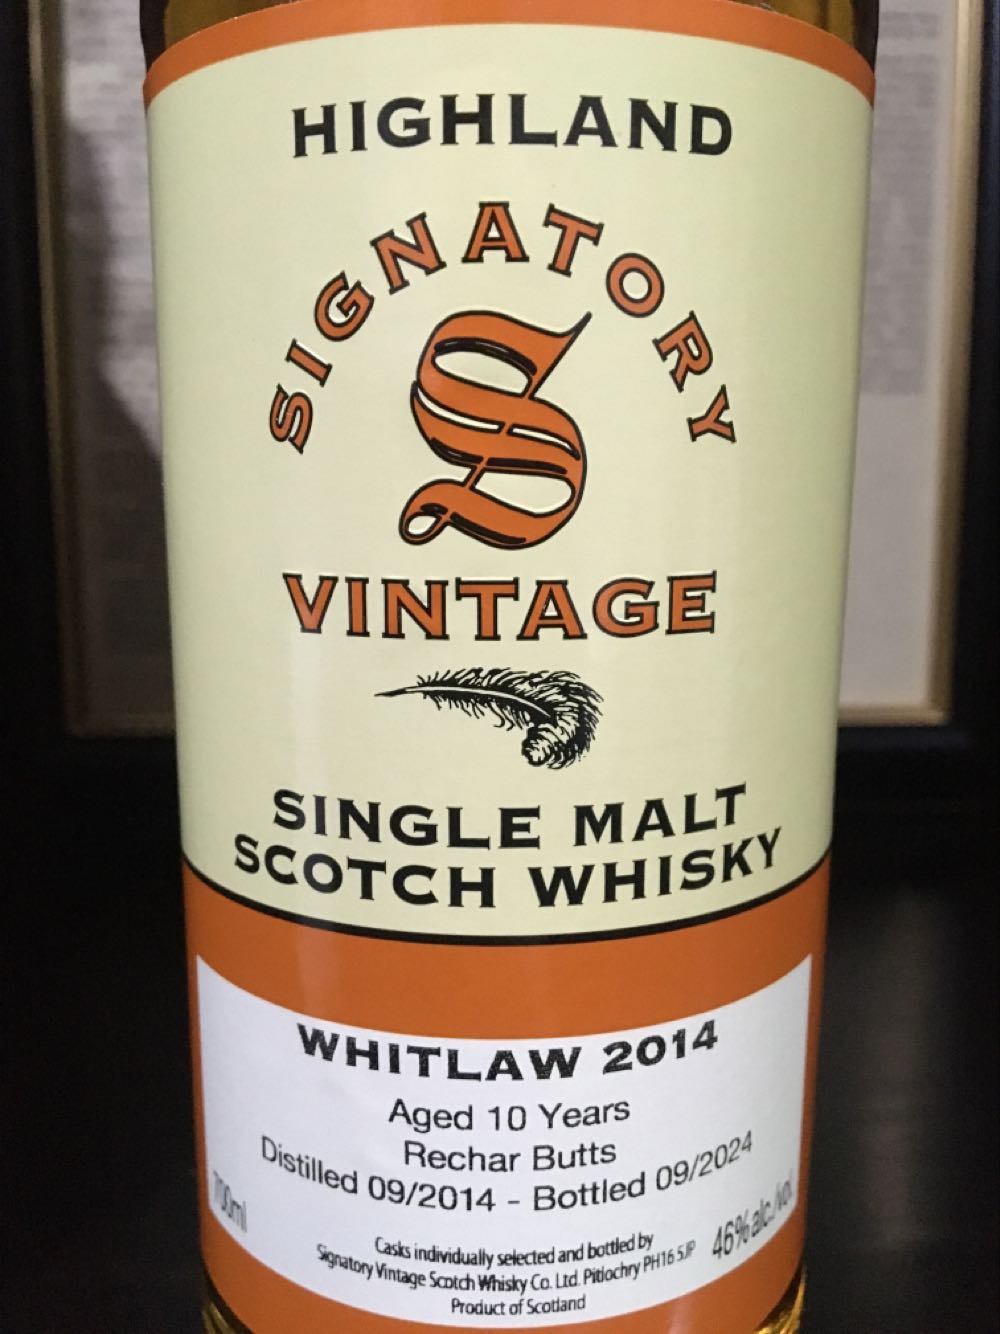 HIGHLAND
SIGNATORY
S
VINTAGE
SINGLE MALT
SCOTCH WHISKY
WHITLAW 2014
Aged 10 Years
Rechar Butts
Distilled 09/2014 - Bottled 09/2024
700ml
46% alc./vol.
Casks individually selected and bottled by
Signatory Vintage Scotch Whisky Co. Ltd. Pitlochry PH16 5JP
Product of Scotland